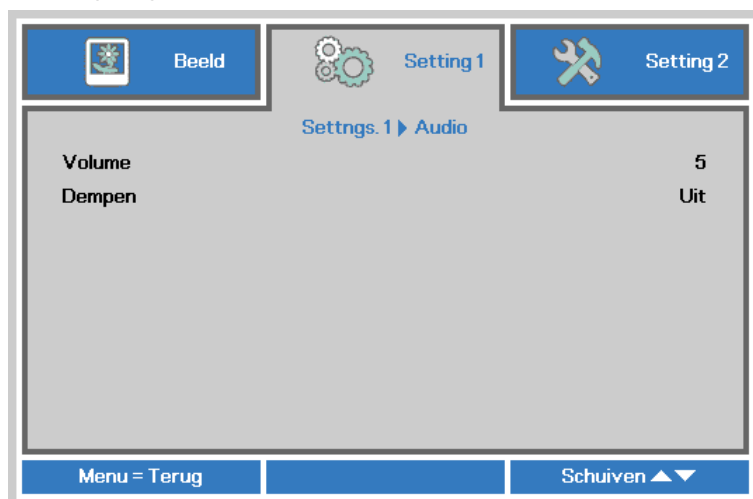 Beeld
Setting 1
Setting 2
Settngs. 1 ▶ Audio
Volume 5
Dempen Uit
Menu = Terug
Schuiven ▲▼